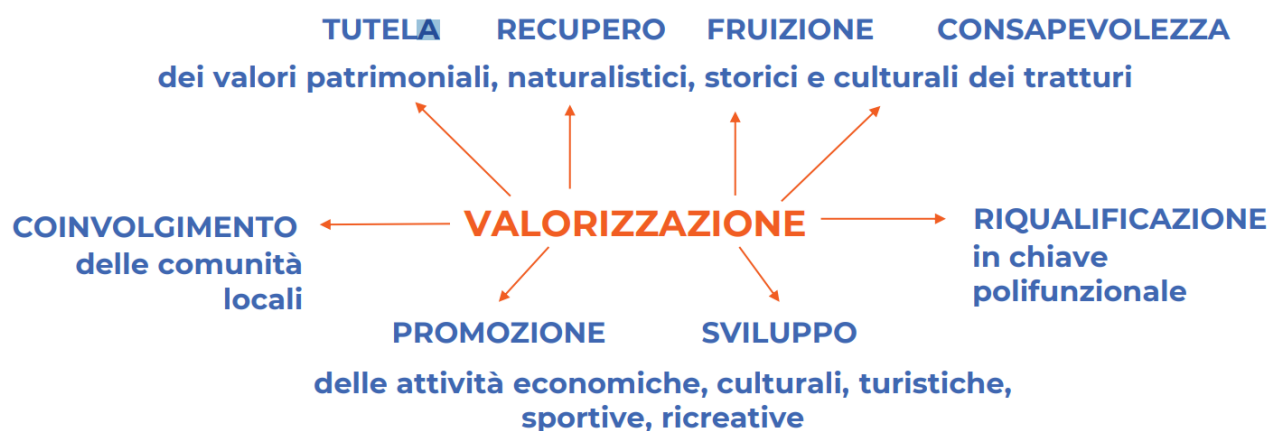 TUTELA RECUPERO FRUIZIONE CONSAPEVOLEZZA
dei valori patrimoniali, naturalistici, storici e culturali dei tratturi
COINVOLGIMENTO
delle comunità
locali
VALORIZZAZIONE
RIQUALIFICAZIONE
in chiave
polifunzionale
PROMOZIONE SVILUPPO
delle attività economiche, culturali, turistiche,
sportive, ricreative